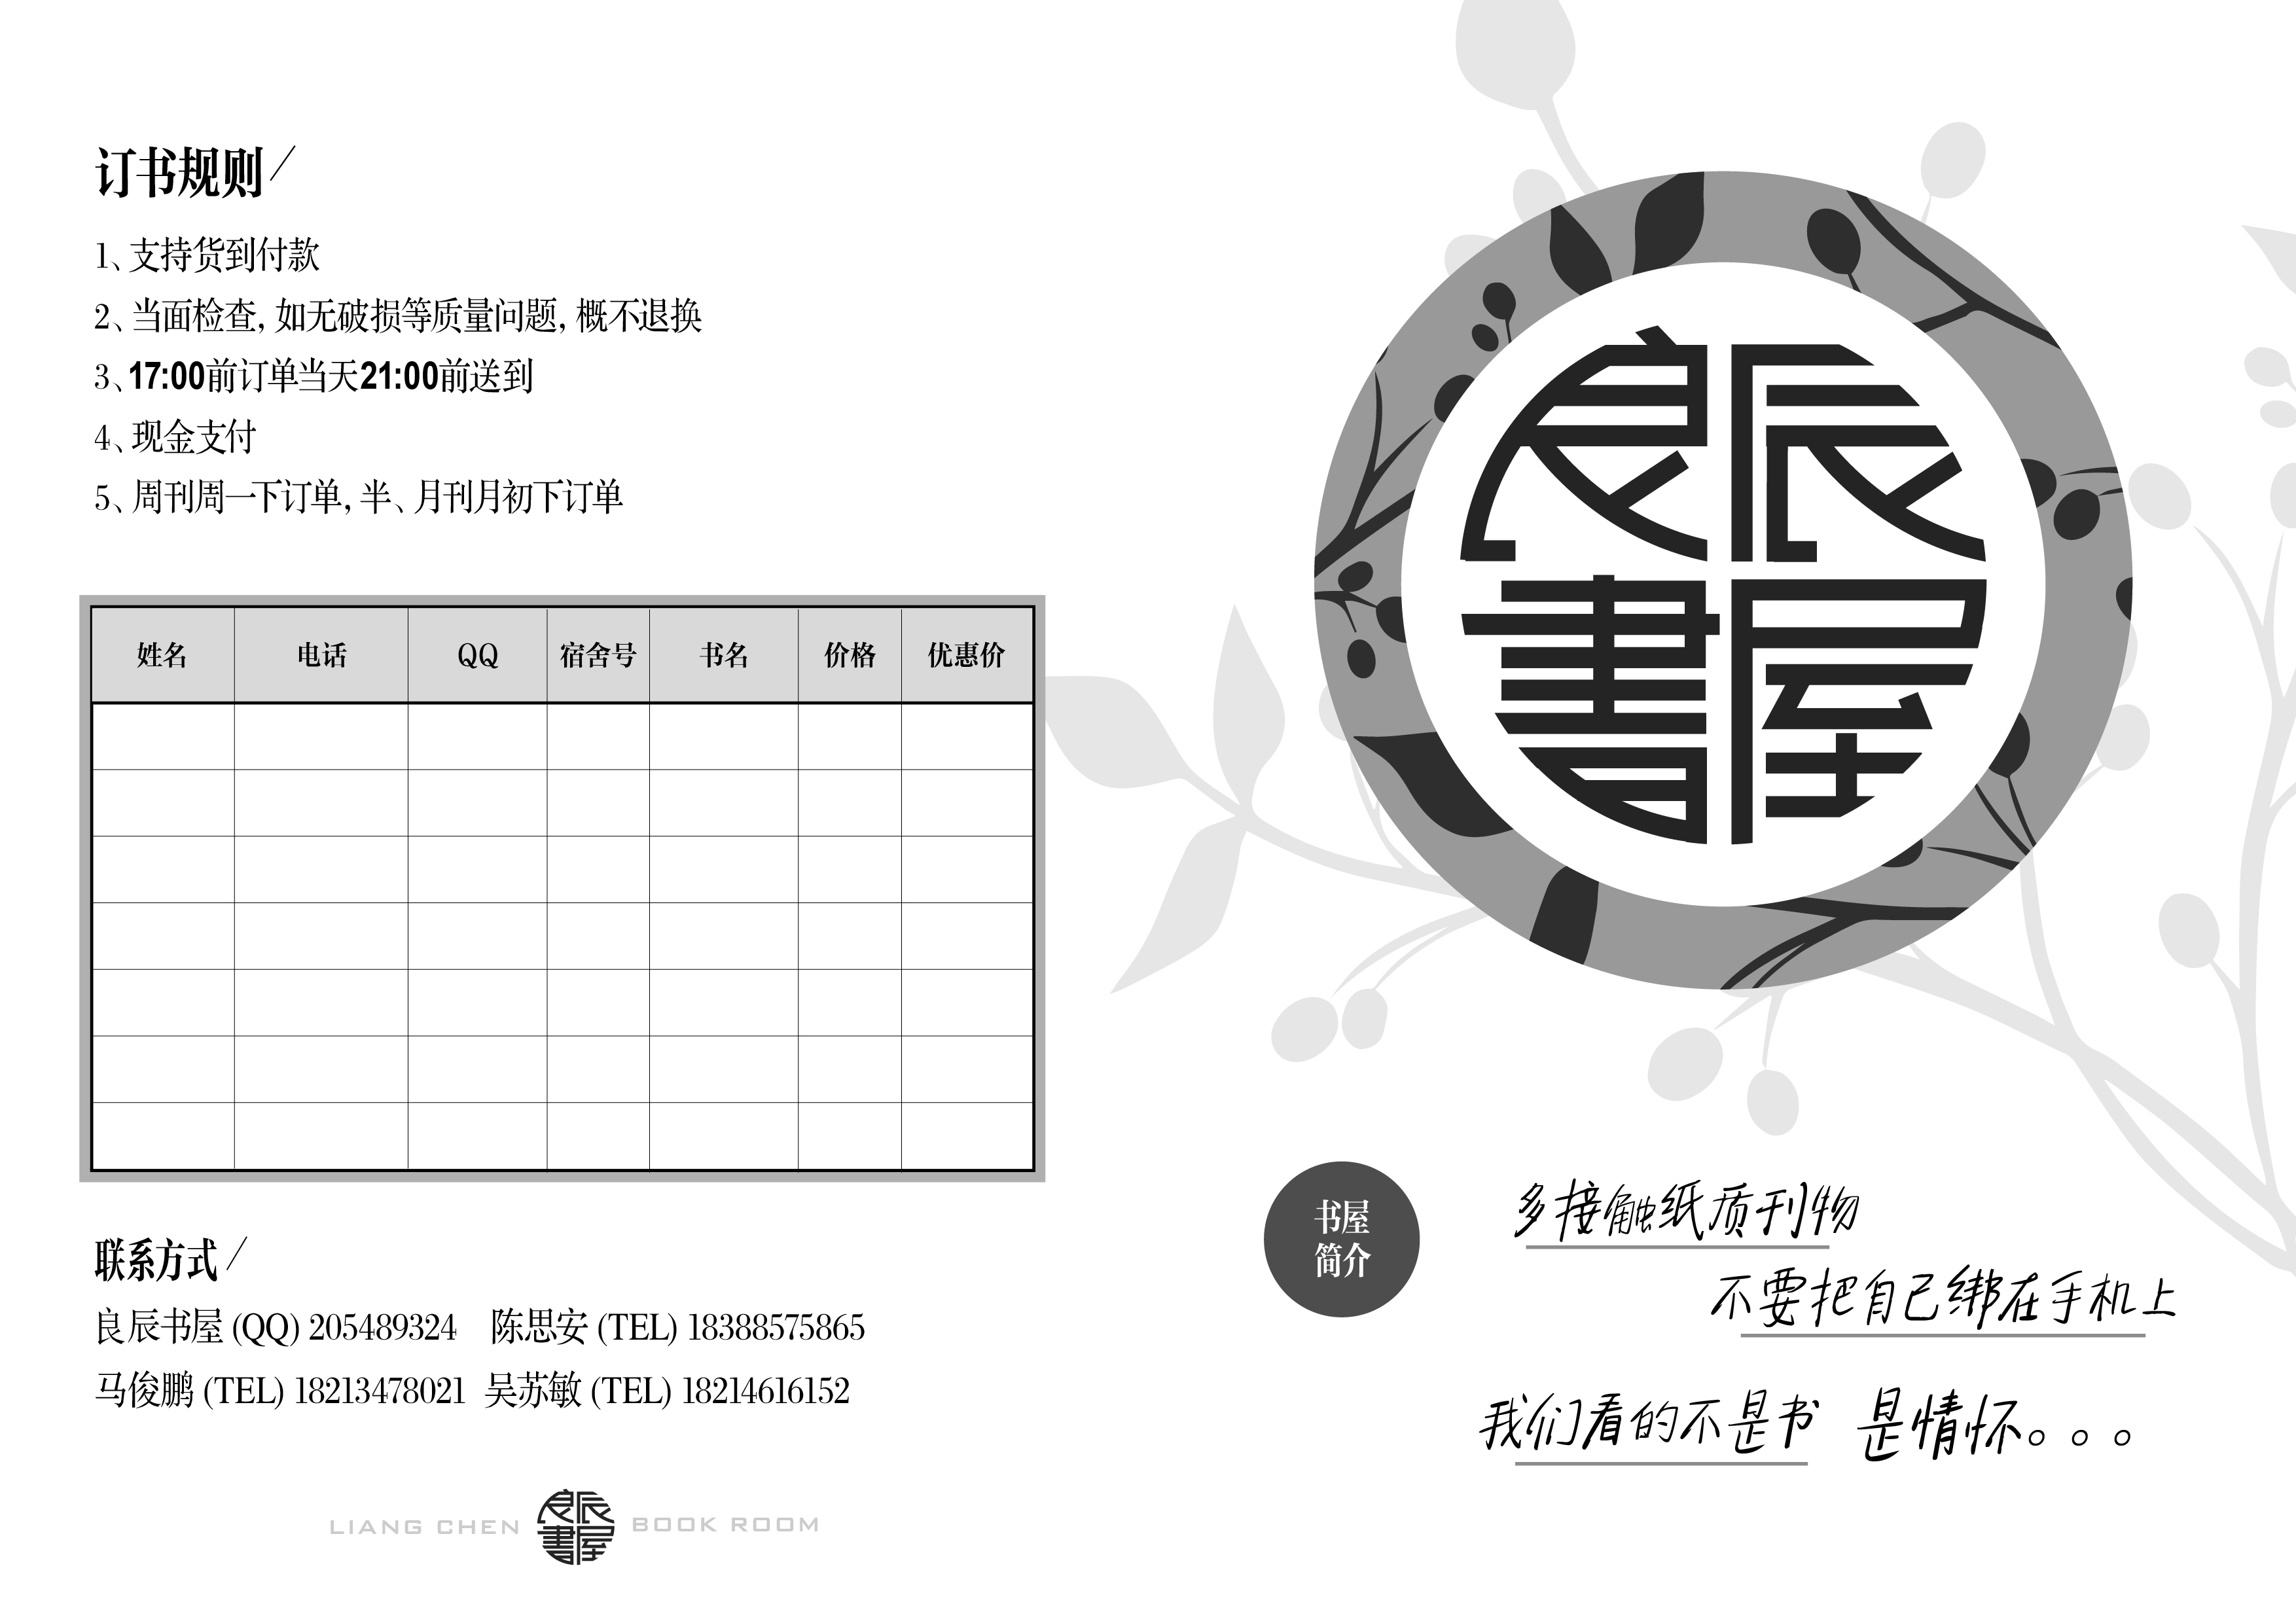 订书规则/
1、支持货到付款
2、当面检查，如无破损等质量问题，概不退换
3、17:00前订单当天21:00前送到
4、现金支付
5、周刊周一下订单，半、月刊月初下订单
姓名 电话 QQ 宿舍号 书名 价格 优惠价
联系方式/
良辰书屋 (QQ) 205489324 陈思安 (TEL) 18388575865
马俊鹏 (TEL) 18213478021 吴苏敏 (TEL) 18214616152
LIANG CHEN 良辰書屋 BOOK ROOM
良辰
書屋
书屋
简介
多接触纸质刊物
不要把自己绑在手机上
我们看的不是书 是情怀。。。